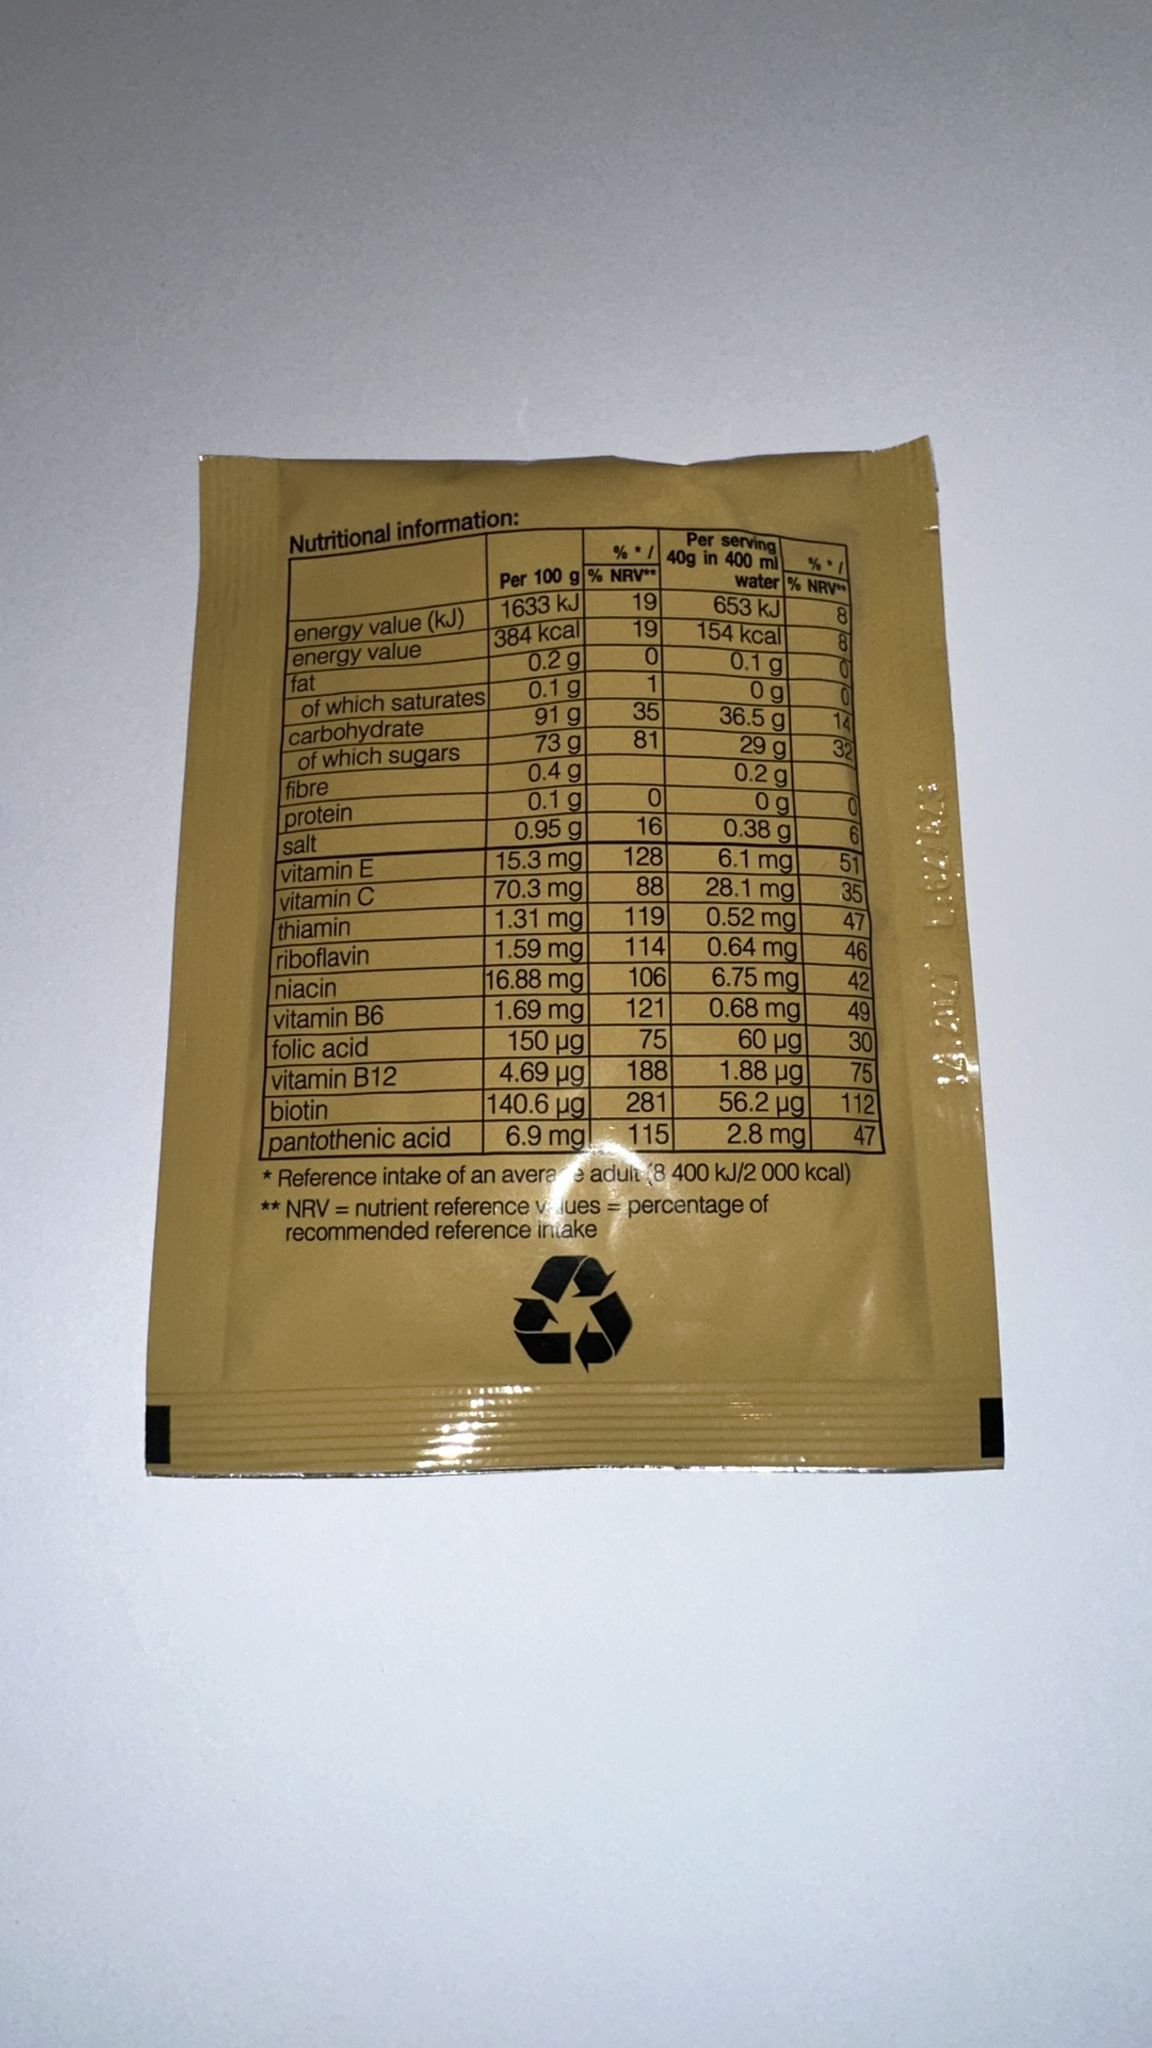 Nutritional information:
Per 100 g % * / % NRV** Per serving 40g in 400 ml water % * / % NRV**
energy value (kJ) 1633 kJ 19 653 kJ 8
energy value 384 kcal 19 154 kcal 8
fat 0.2 g 0 0.1 g 0
of which saturates 0.1 g 1 0 g 0
carbohydrate 91 g 35 36.5 g 14
of which sugars 73 g 81 29 g 32
fibre 0.4 g 0.2 g
protein 0.1 g 0 0 g 0
salt 0.95 g 16 0.38 g 6
vitamin E 15.3 mg 128 6.1 mg 51
vitamin C 70.3 mg 88 28.1 mg 35
thiamin 1.31 mg 119 0.52 mg 47
riboflavin 1.59 mg 114 0.64 mg 46
niacin 16.88 mg 106 6.75 mg 42
vitamin B6 1.69 mg 121 0.68 mg 49
folic acid 150 µg 75 60 µg 30
vitamin B12 4.69 µg 188 1.88 µg 75
biotin 140.6 µg 281 56.2 µg 112
pantothenic acid 6.9 mg 115 2.8 mg 47
* Reference intake of an average adult (8 400 kJ/2 000 kcal)
** NRV = nutrient reference values = percentage of
recommended reference intake